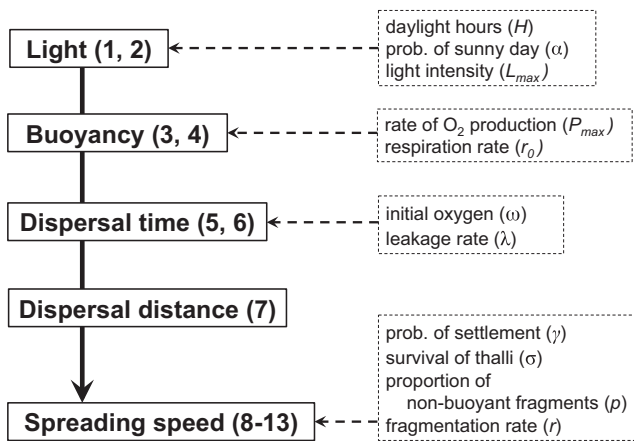 Light (1, 2)
daylight hours (H)
prob. of sunny day (α)
light intensity (Lmax)
Buoyancy (3, 4)
rate of O2 production (Pmax)
respiration rate (r0)
Dispersal time (5, 6)
initial oxygen (ω)
leakage rate (λ)
Dispersal distance (7)
Spreading speed (8-13)
prob. of settlement (γ)
survival of thalli (σ)
proportion of
non-buoyant fragments (p)
fragmentation rate (r)